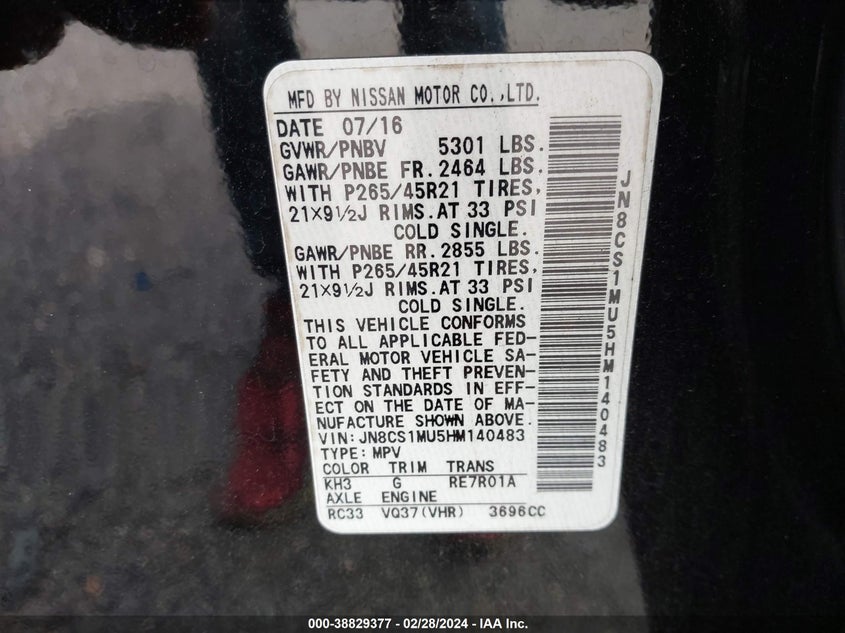 MFD BY NISSAN MOTOR CO.,LTD.
DATE 07/16
GVWR/PNBV 5301 LBS.
GAWR/PNBE FR.2464 LBS.
WITH P265/45R21 TIRES,
21×9½J RIMS.AT 33 PSI
COLD SINGLE.
GAWR/PNBE RR.2855 LBS.
WITH P265/45R21 TIRES,
21×9½J RIMS.AT 33 PSI
COLD SINGLE.
THIS VEHICLE CONFORMS
TO ALL APPLICABLE FED-
ERAL MOTOR VEHICLE SA-
FETY AND THEFT PREVEN-
TION STANDARDS IN EFF-
ECT ON THE DATE OF MA-
NUFACTURE SHOWN ABOVE.
VIN:JN8CS1MU5HM140483
TYPE:MPV
COLOR TRIM TRANS
KH3 G RE7R01A
AXLE ENGINE
RC33 VQ37(VHR) 3696CC
JN8CS1MU5HM140483
000-38829377 - 02/28/2024 - IAA Inc.